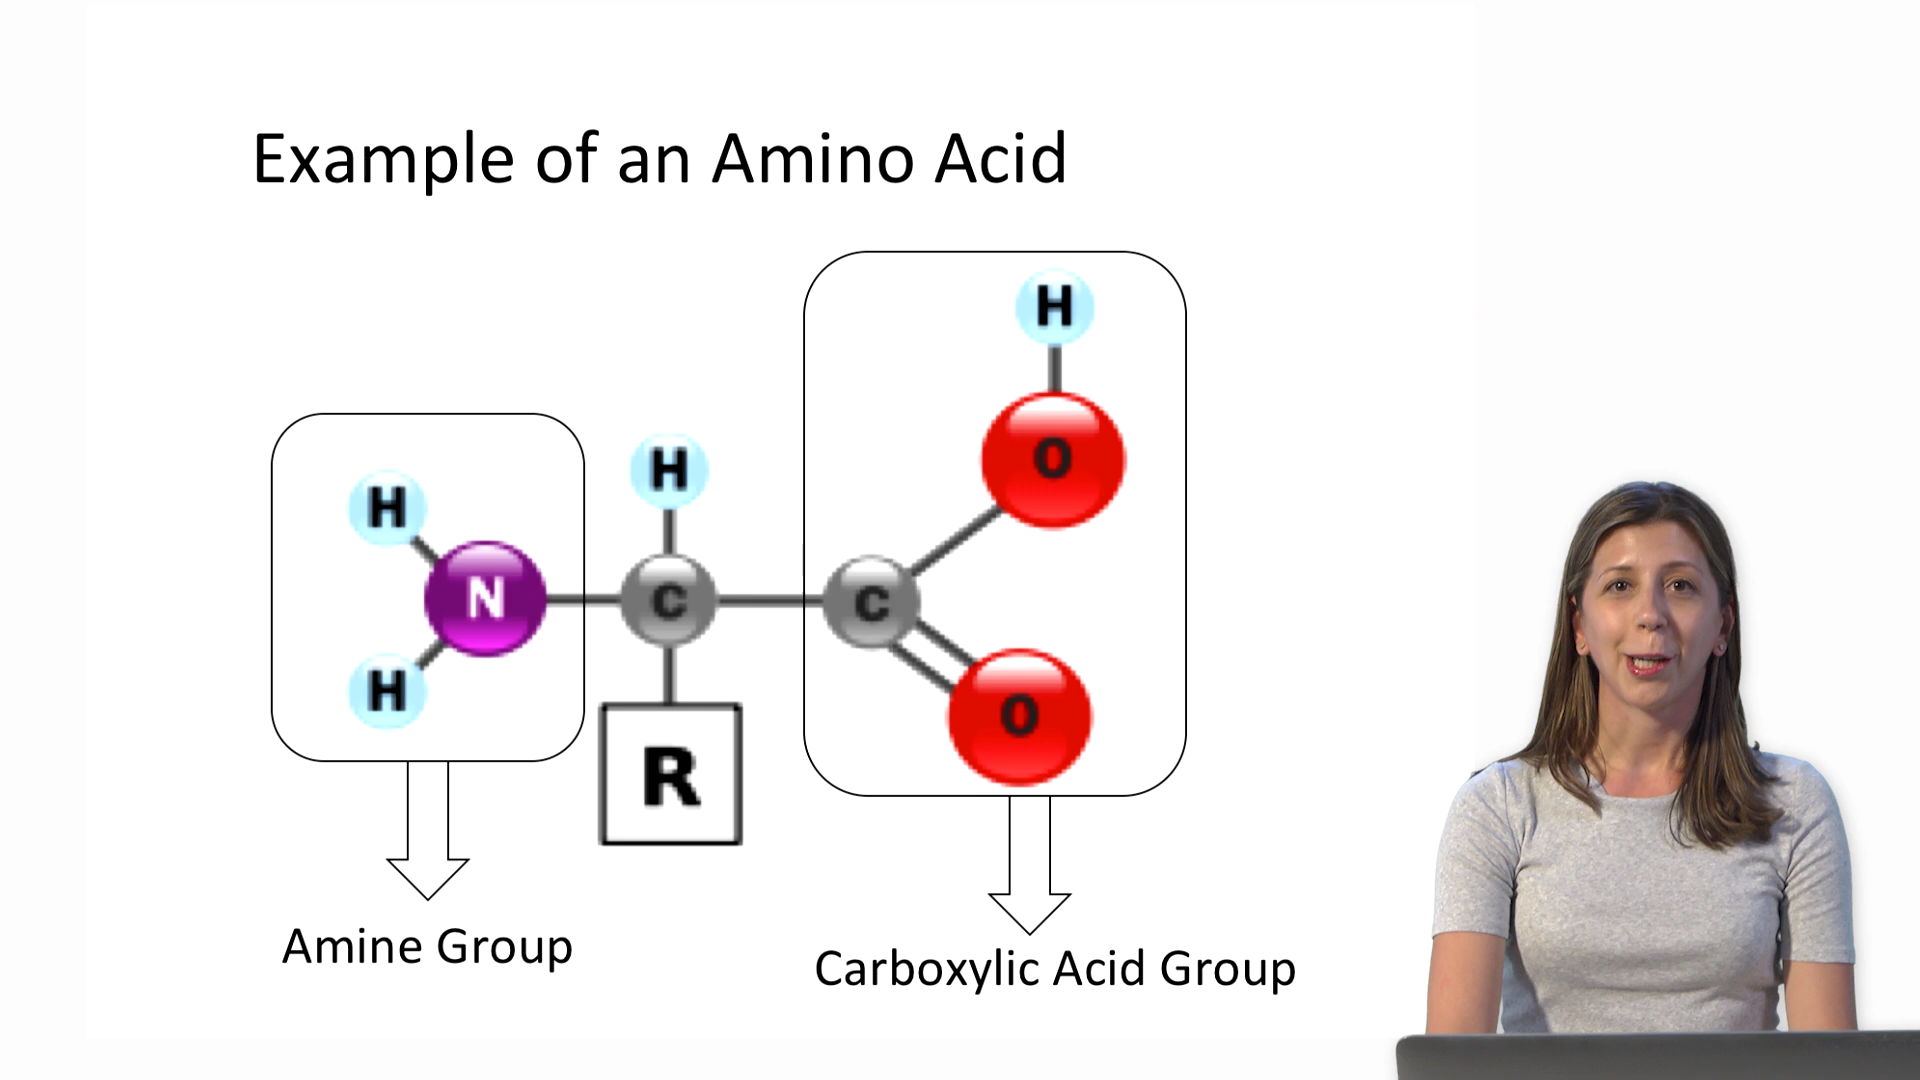 Example of an Amino Acid
H
O
H
H
N
C
C
H
R
O
Amine Group
Carboxylic Acid Group